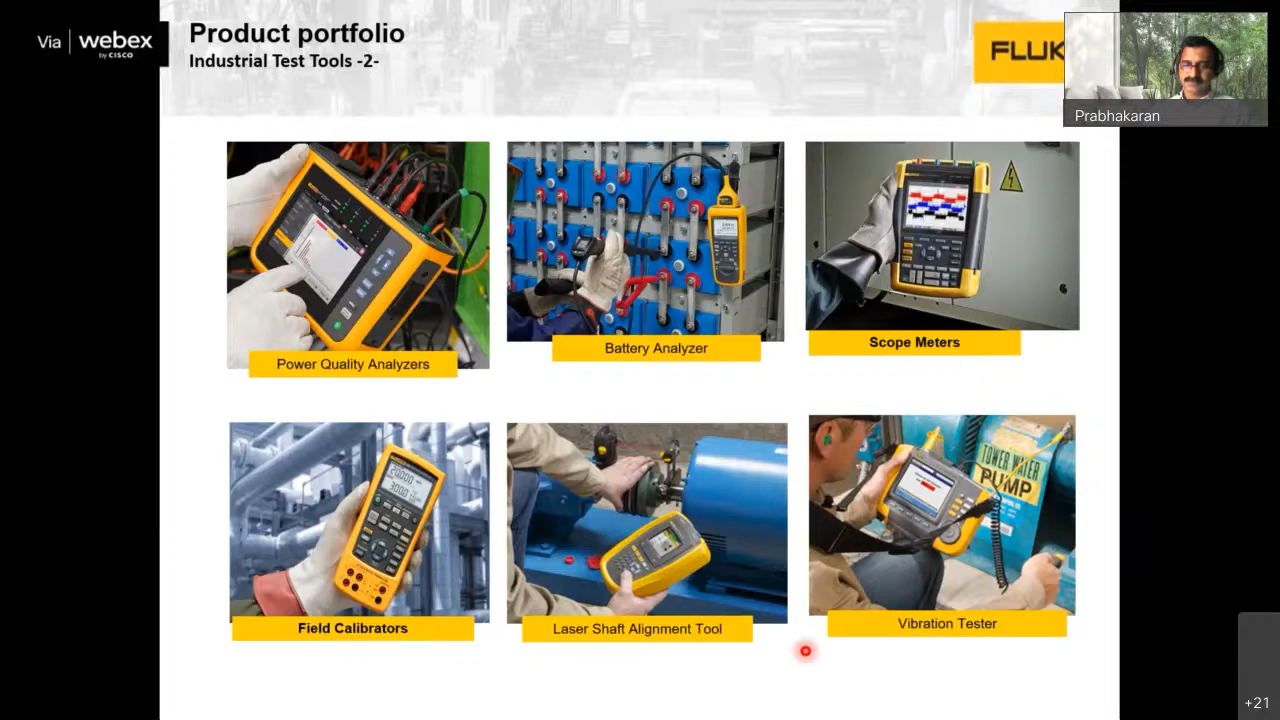 Via | webex
by CISCO
Product portfolio
Industrial Test Tools -2-
FLUK
Prabhakaran
Power Quality Analyzers
Battery Analyzer
Scope Meters
TOWER WATER
PUMP
Field Calibrators
Laser Shaft Alignment Tool
Vibration Tester
+21